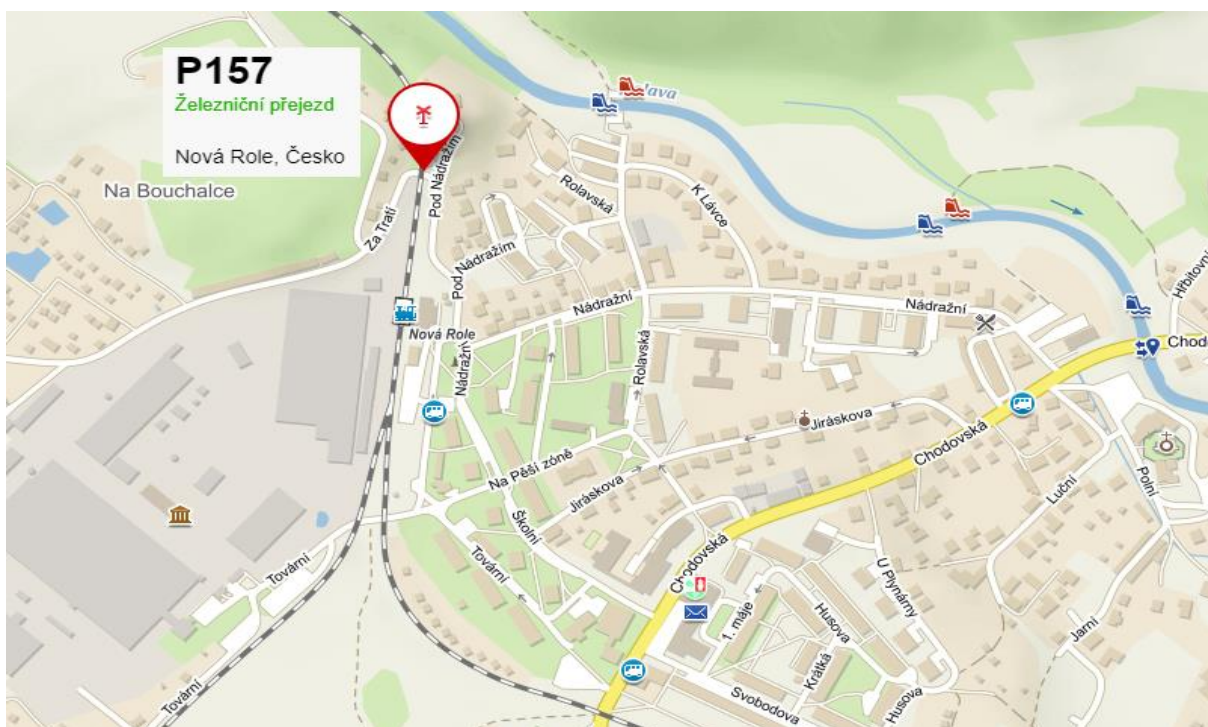 P157
Železniční přejezd
Nová Role, Česko
Na Bouchalce
Za Tratí
Pod Nádražím
Pod Nádražím
Rolavská
K Lávce
Nádražní
Nádražní
Nádražní
Nová Role
Rolavská
Hřbitovní
Jiráskova
Jiráskova
Chodovská
Chodovská
Na Pěší zóně
Školní
Tovární
Tovární
Tovární
Luční
Polní
Jarní
U Plynárny
1. máje
Husova
Husova
Krátká
Svobodova